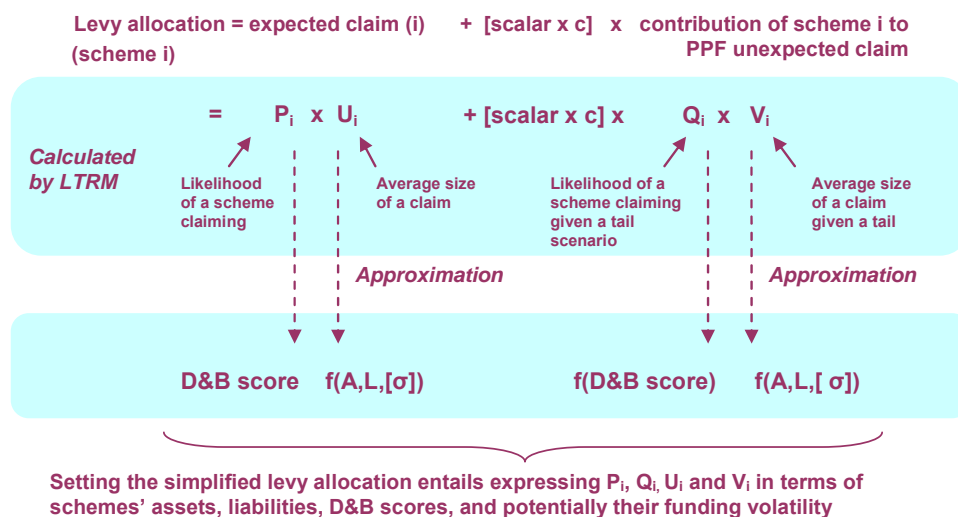 Levy allocation = expected claim (i) + [scalar x c] x contribution of scheme i to
(scheme i) PPF unexpected claim
= Pi x Ui + [scalar x c] x Qi x Vi
Calculated
by LTRM
Likelihood
of a scheme
claiming
Average size
of a claim
Likelihood of a
scheme claiming
given a tail
scenario
Average size
of a claim
given a tail
Approximation Approximation
D&B score f(A,L,[σ]) f(D&B score) f(A,L,[ σ])
Setting the simplified levy allocation entails expressing Pi, Qi, Ui and Vi in terms of
schemes’ assets, liabilities, D&B scores, and potentially their funding volatility